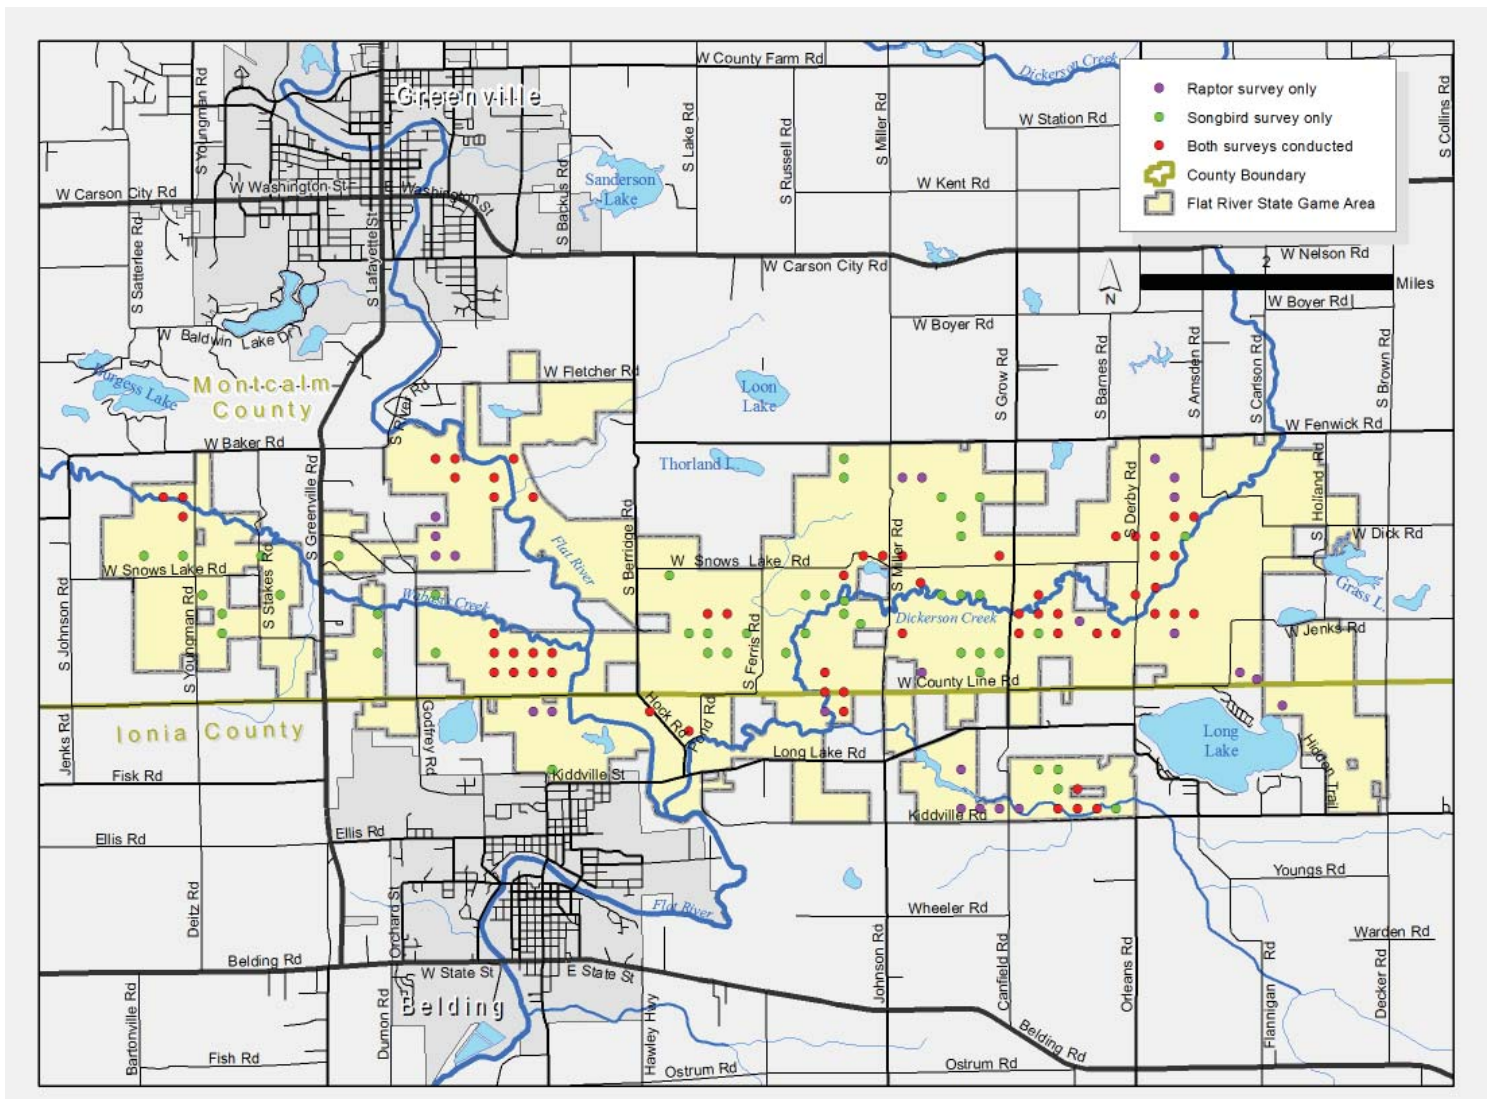 W County Farm Rd
Dickerson Creek
Greenville
S Youngman Rd
S Lake Rd
S Russell Rd
S Miller Rd
W Station Rd
S Collins Rd
Raptor survey only
Songbird survey only
Both surveys conducted
County Boundary
Flat River State Game Area
W Carson City Rd
W Washington St
E Washington St
S Backus Rd
Sanderson
Lake
W Kent Rd
S Satterlee Rd
S Lafayette St
W Carson City Rd
W Nelson Rd
2
Miles
N
W Boyer Rd
W Boyer Rd
W Baldwin Lake Dr
S Grow Rd
S Barnes Rd
S Amsden Rd
S Carlson Rd
S Brown Rd
Burgess Lake
Montcalm
County
W Fletcher Rd
Loon
Lake
S River Rd
W Baker Rd
W Fenwick Rd
Thorland L.
S Greenville Rd
S Berridge Rd
S Derby Rd
S Holland Rd
W Dick Rd
Flat River
W Snows Lake Rd
W Snows Lake Rd
S Miller Rd
Grass L.
S Johnson Rd
S Youngman Rd
S Stakes Rd
Wabasis Creek
S Ferris Rd
Dickerson Creek
W Jenks Rd
W County Line Rd
Ionia County
Jenks Rd
Godfrey Rd
Hock Rd
Pond Rd
Long Lake Rd
Long
Lake
Hidden Trail
Fisk Rd
Kiddville St
Kiddville Rd
Ellis Rd
Ellis Rd
Youngs Rd
Deitz Rd
Orchard St
Flat River
Wheeler Rd
Warden Rd
Belding Rd
W State St
E State St
Johnson Rd
Canfield Rd
Orleans Rd
Flannigan Rd
Decker Rd
Belding
Bartonville Rd
Dumon Rd
Hawley Hwy
Belding Rd
Fish Rd
Ostrum Rd
Ostrum Rd